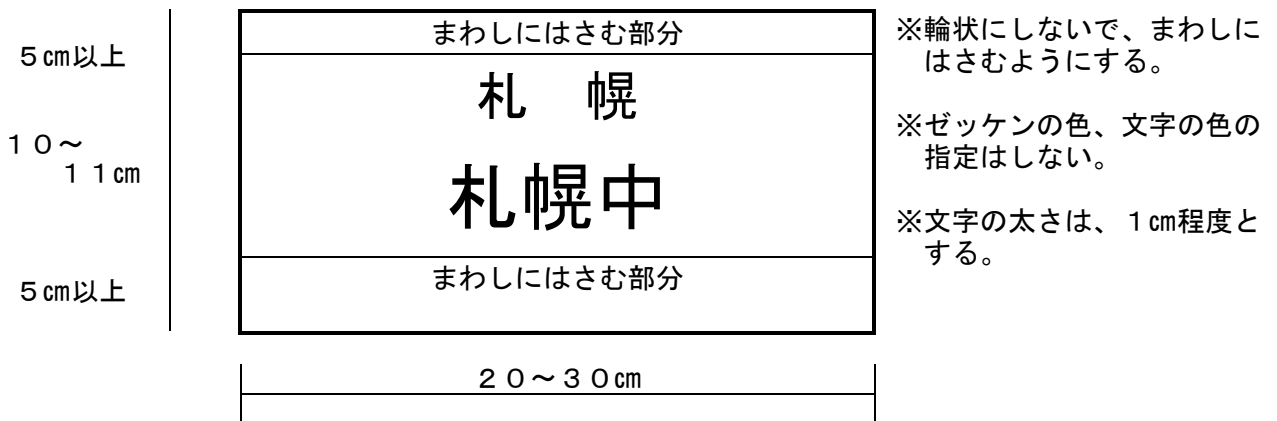 ５㎝以上
１０～
１１㎝
５㎝以上
まわしにはさむ部分
札　幌
札幌中
まわしにはさむ部分
２０～３０㎝
※輪状にしないで、まわしに
はさむようにする。
※ゼッケンの色、文字の色の
指定はしない。
※文字の太さは、１㎝程度と
する。